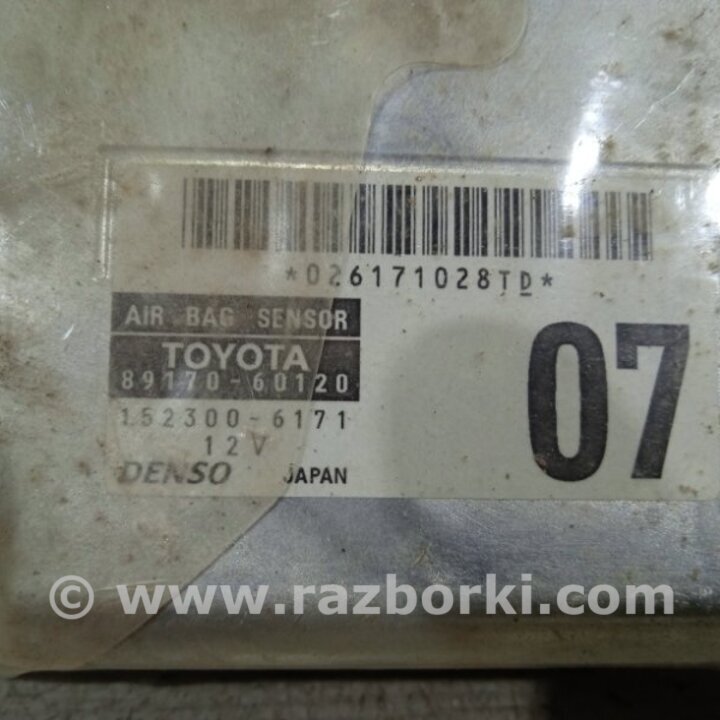 *026171028TD*
AIR BAG SENSOR
TOYOTA
89170-60120
152300-6171
12V
DENSO JAPAN
07
© www.razborki.com